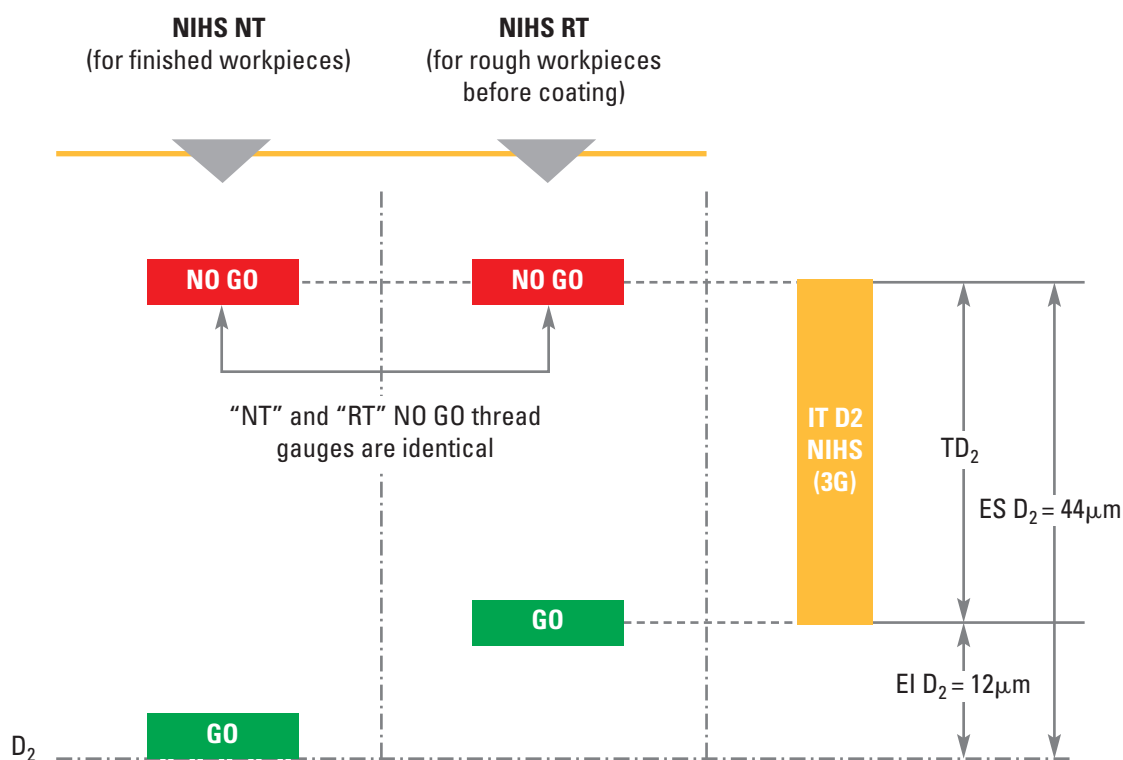 NIHS NT
(for finished workpieces)
NIHS RT
(for rough workpieces
before coating)
NO GO
NO GO
“NT” and “RT” NO GO thread
gauges are identical
IT D2
NIHS
(3G)
TD₂
ES D₂ = 44μm
GO
EI D₂ = 12μm
GO
D₂